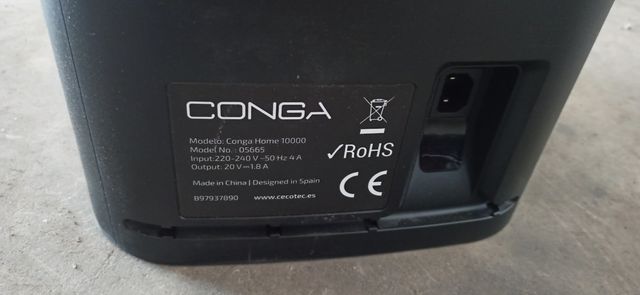 CONGA
Modelo: Conga Home 10000
Model No.: 05665
Input:220-240 V~50 Hz 4 A
Output: 20 V⎓1.8 A
Made in China | Designed in Spain
897937890 www.cecotec.es
✓RoHS
CE